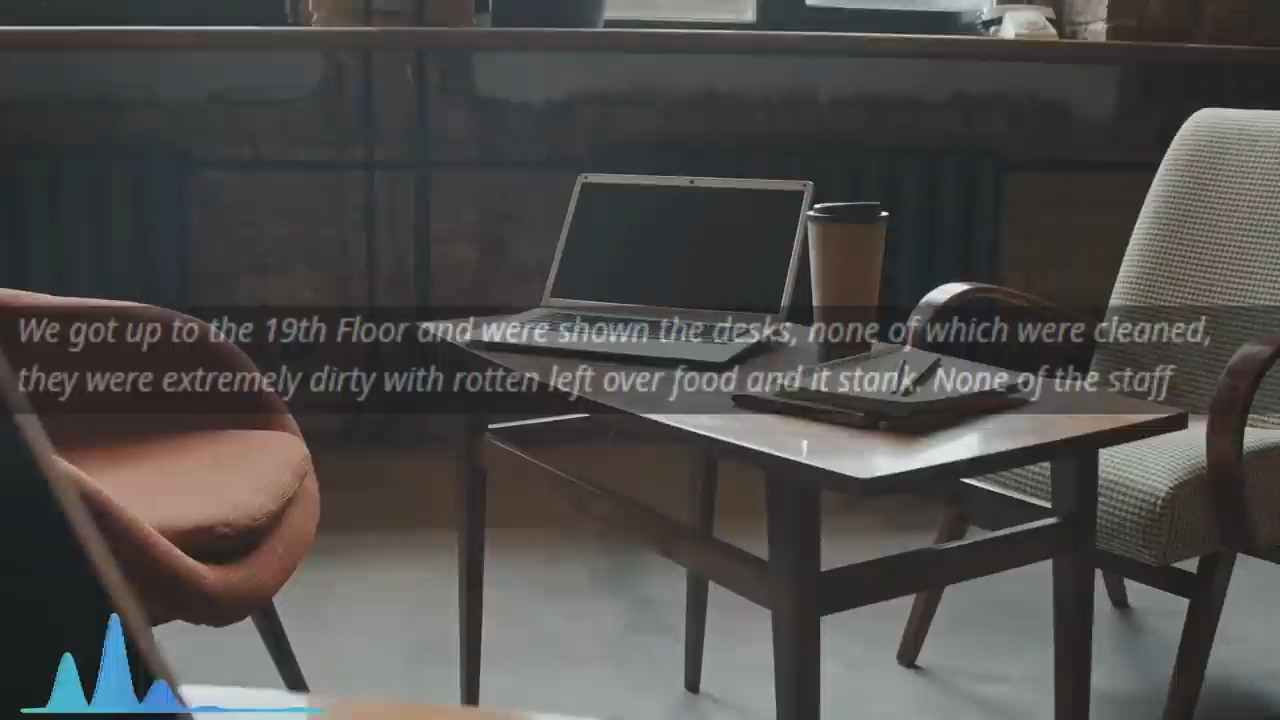 We got up to the 19th Floor and were shown the desks, none of which were cleaned,
they were extremely dirty with rotten left over food and it stank. None of the staff